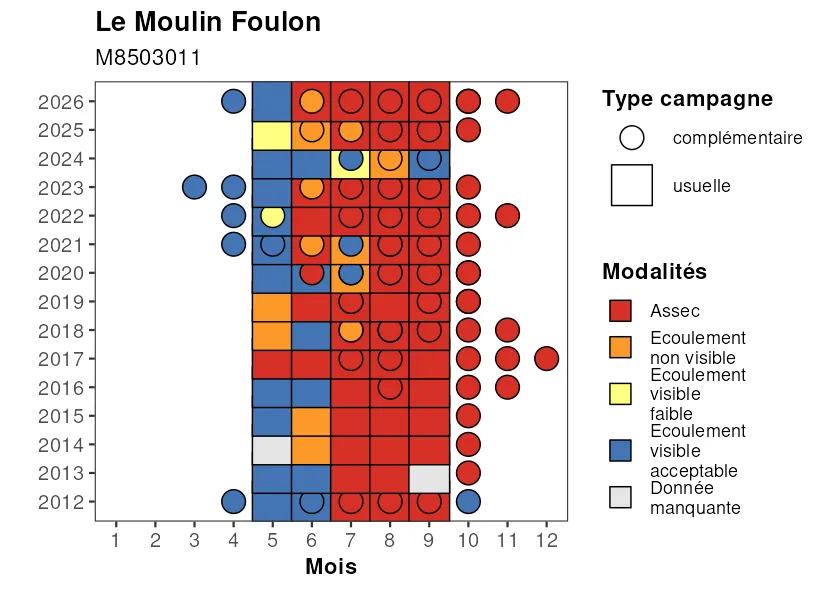 Le Moulin Foulon
M8503011
2026
2025
2024
2023
2022
2021
2020
2019
2018
2017
2016
2015
2014
2013
2012
1 2 3 4 5 6 7 8 9 10 11 12
Mois
Type campagne
complémentaire
usuelle
Modalités
Assec
Ecoulement
non visible
Ecoulement
visible
faible
Ecoulement
visible
acceptable
Donnée
manquante